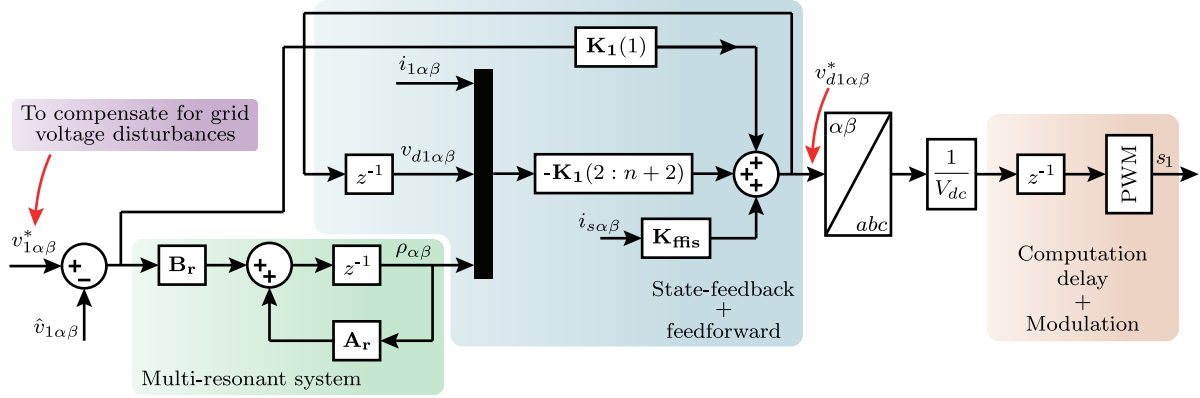 K₁(1)
i₁αβ
v*d1αβ
To compensate for grid
voltage disturbances
αβ
abc
z⁻¹
vd1αβ
-K₁(2 : n + 2)
+
+
+
1
Vdc
z⁻¹
PWM
s₁
isαβ
Kffis
v*1αβ
+
−
Br
+
+
z⁻¹
ραβ
v̂1αβ
Ar
State-feedback
+
feedforward
Computation
delay
+
Modulation
Multi-resonant system